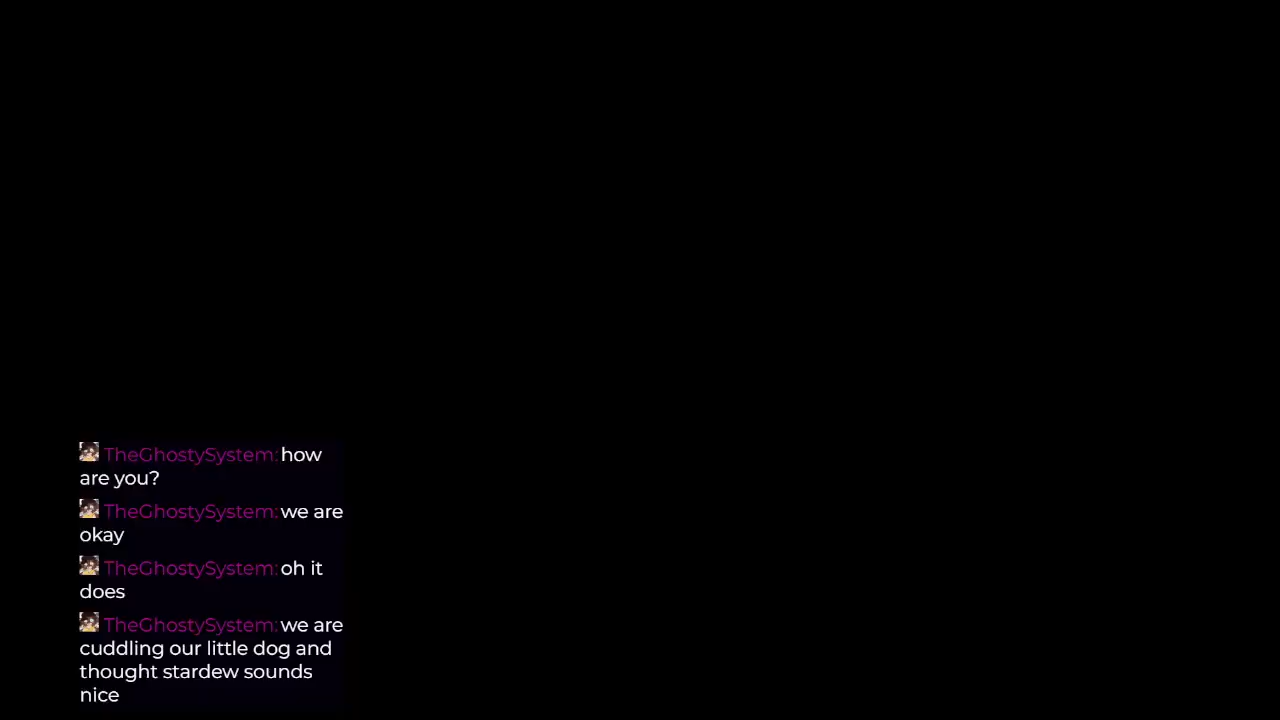 TheGhostySystem: how
are you?
TheGhostySystem: we are
okay
TheGhostySystem: oh it
does
TheGhostySystem: we are
cuddling our little dog and
thought stardew sounds
nice